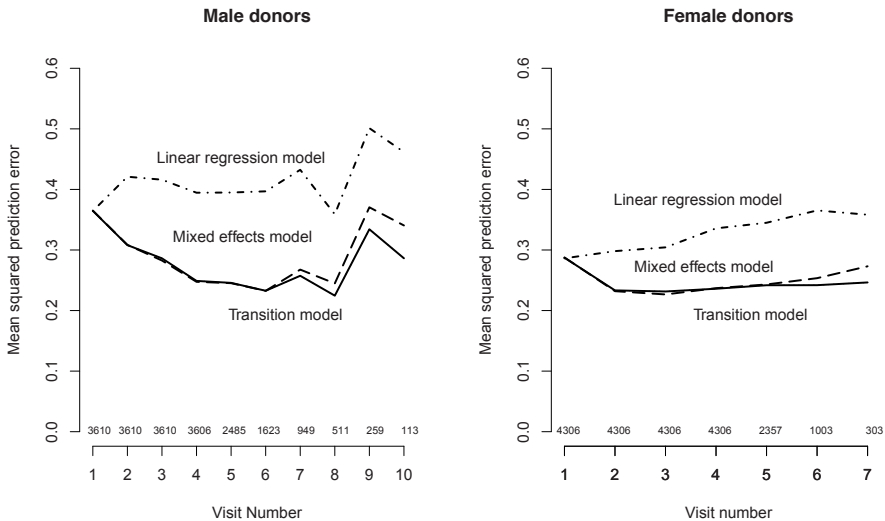 Male donors
Mean squared prediction error
0.6
0.5
0.4
0.3
0.2
0.1
0.0
Linear regression model
Mixed effects model
Transition model
3610 3610 3610 3606 2485 1623 949 511 259 113
1 2 3 4 5 6 7 8 9 10
Visit Number
Female donors
Mean squared prediction error
0.6
0.5
0.4
0.3
0.2
0.1
0.0
Linear regression model
Mixed effects model
Transition model
4306 4306 4306 4306 2357 1003 303
1 2 3 4 5 6 7
Visit number